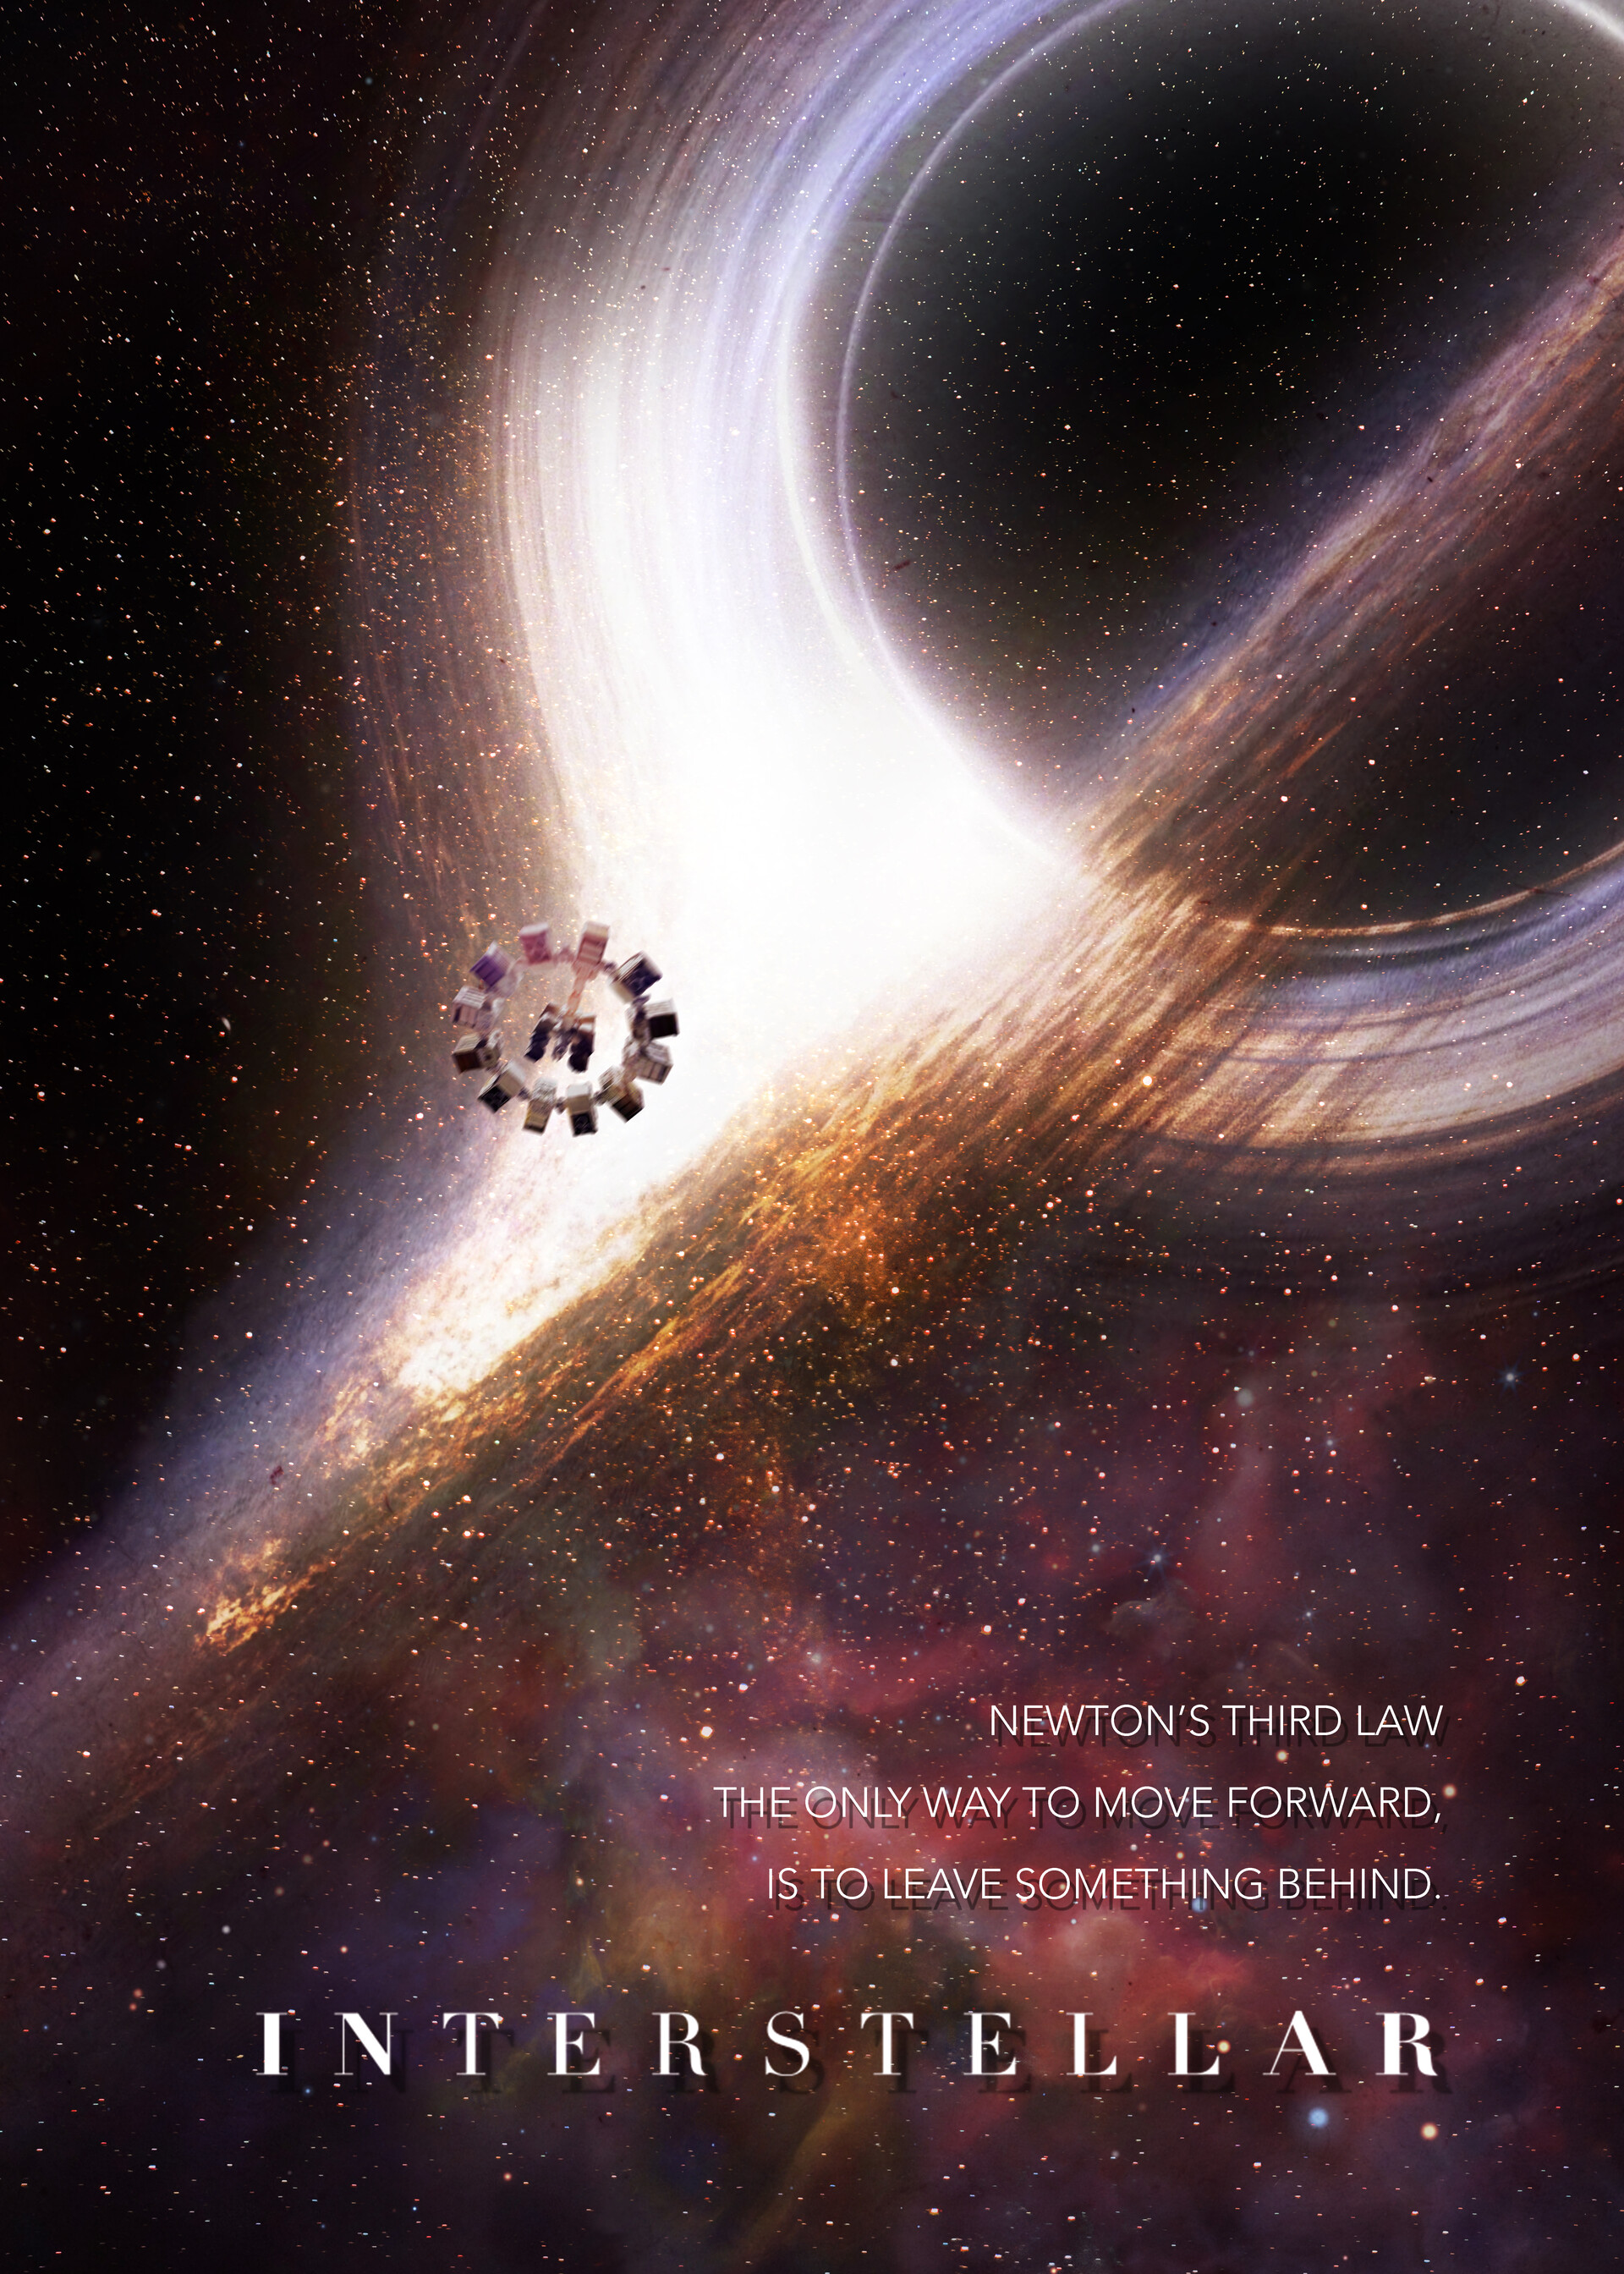 NEWTON’S THIRD LAW
THE ONLY WAY TO MOVE FORWARD,
IS TO LEAVE SOMETHING BEHIND.
INTERSTELLAR